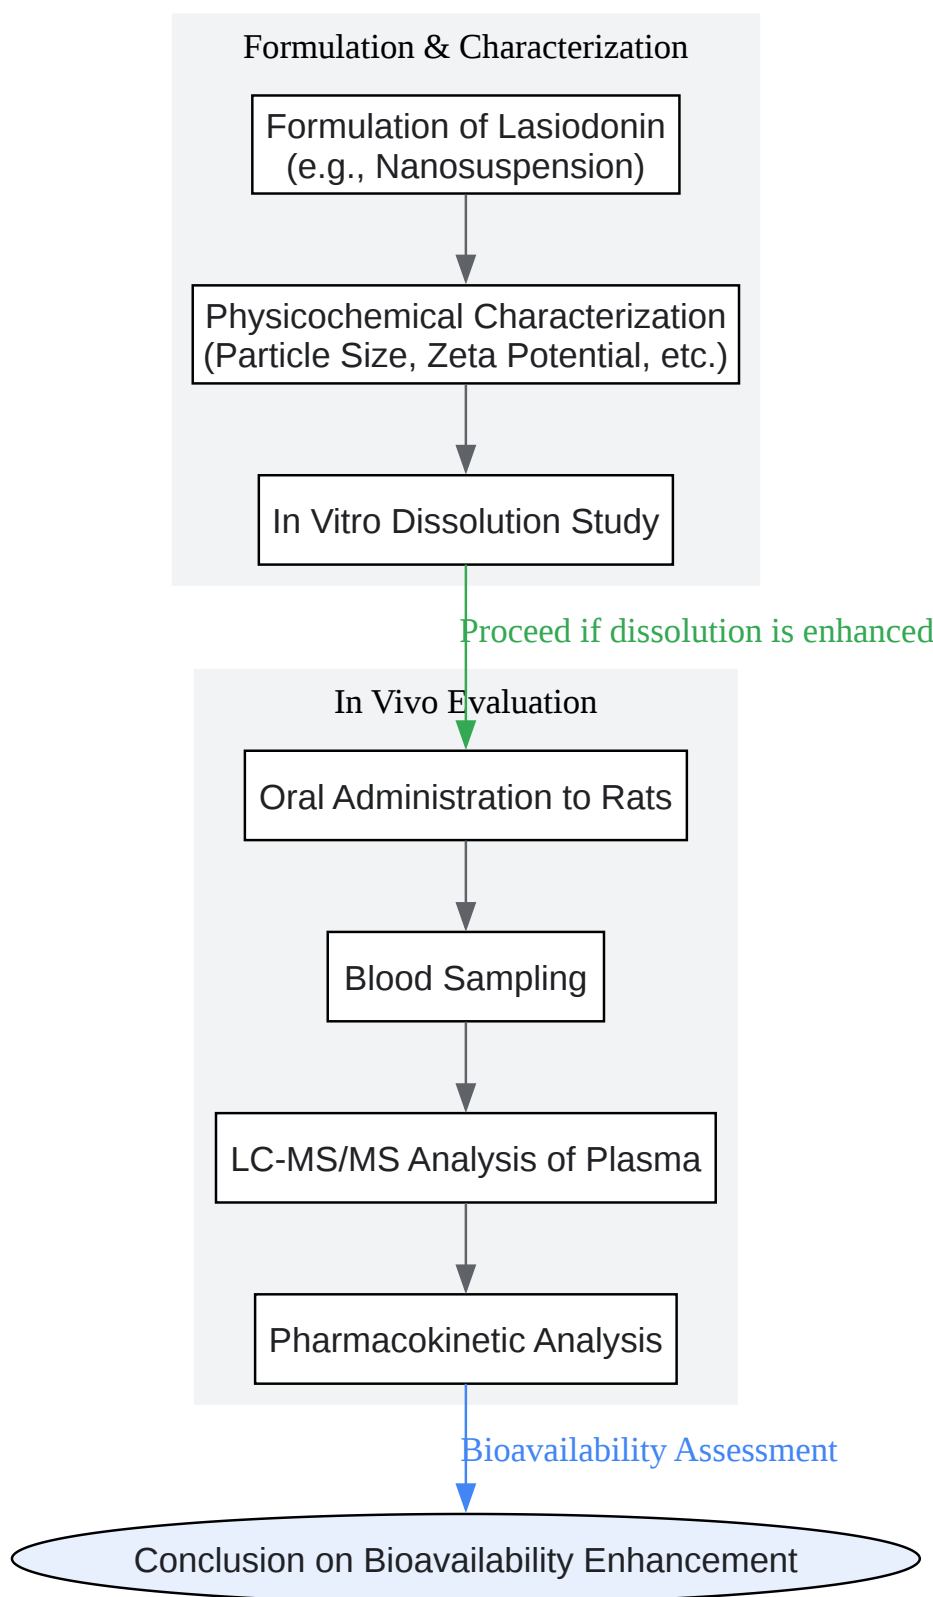 Formulation & Characterization
Formulation of Lasiodonin
(e.g., Nanosuspension)
Physicochemical Characterization
(Particle Size, Zeta Potential, etc.)
In Vitro Dissolution Study
Proceed if dissolution is enhanced
In Vivo Evaluation
Oral Administration to Rats
Blood Sampling
LC-MS/MS Analysis of Plasma
Pharmacokinetic Analysis
Bioavailability Assessment
Conclusion on Bioavailability Enhancement